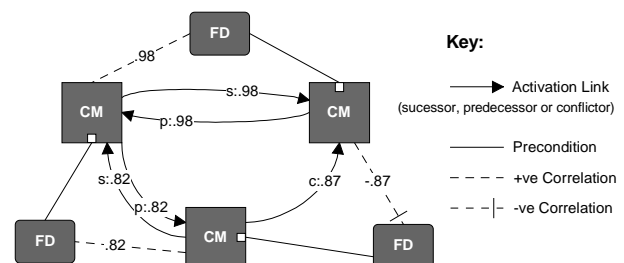 FD
.98
Key:
CM
s:.98
CM
Activation Link
p:.98
(sucessor, predecessor or conflictor)
Precondition
s:.82
c:.87
-.87
+ve Correlation
p:.82
-ve Correlation
FD
.82
CM
FD